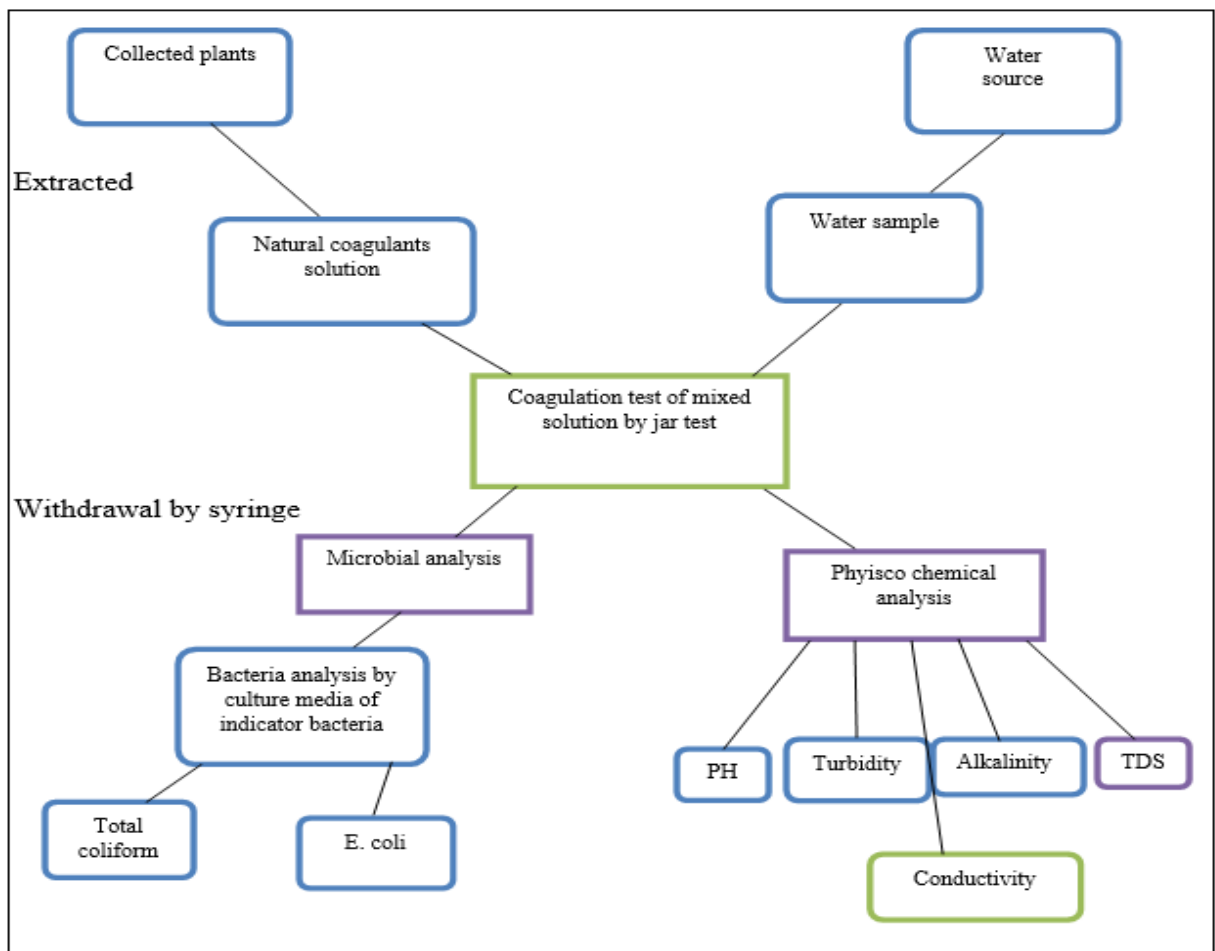 Collected plants
Water
source
Extracted
Natural coagulants
solution
Water sample
Coagulation test of mixed
solution by jar test
Withdrawal by syringe
Microbial analysis
Phyisco chemical
analysis
Bacteria analysis by
culture media of
indicator bacteria
PH
Turbidity
Alkalinity
TDS
Total
coliform
E. coli
Conductivity